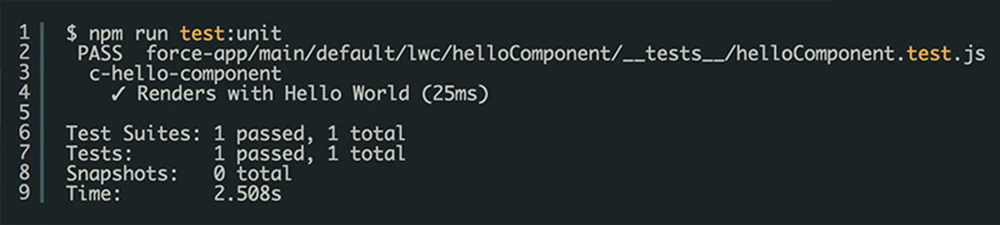 1 $ npm run test:unit
2 PASS force-app/main/default/lwc/helloComponent/__tests__/helloComponent.test.js
3 c-hello-component
4 ✓ Renders with Hello World (25ms)
5
6 Test Suites: 1 passed, 1 total
7 Tests: 1 passed, 1 total
8 Snapshots: 0 total
9 Time: 2.508s